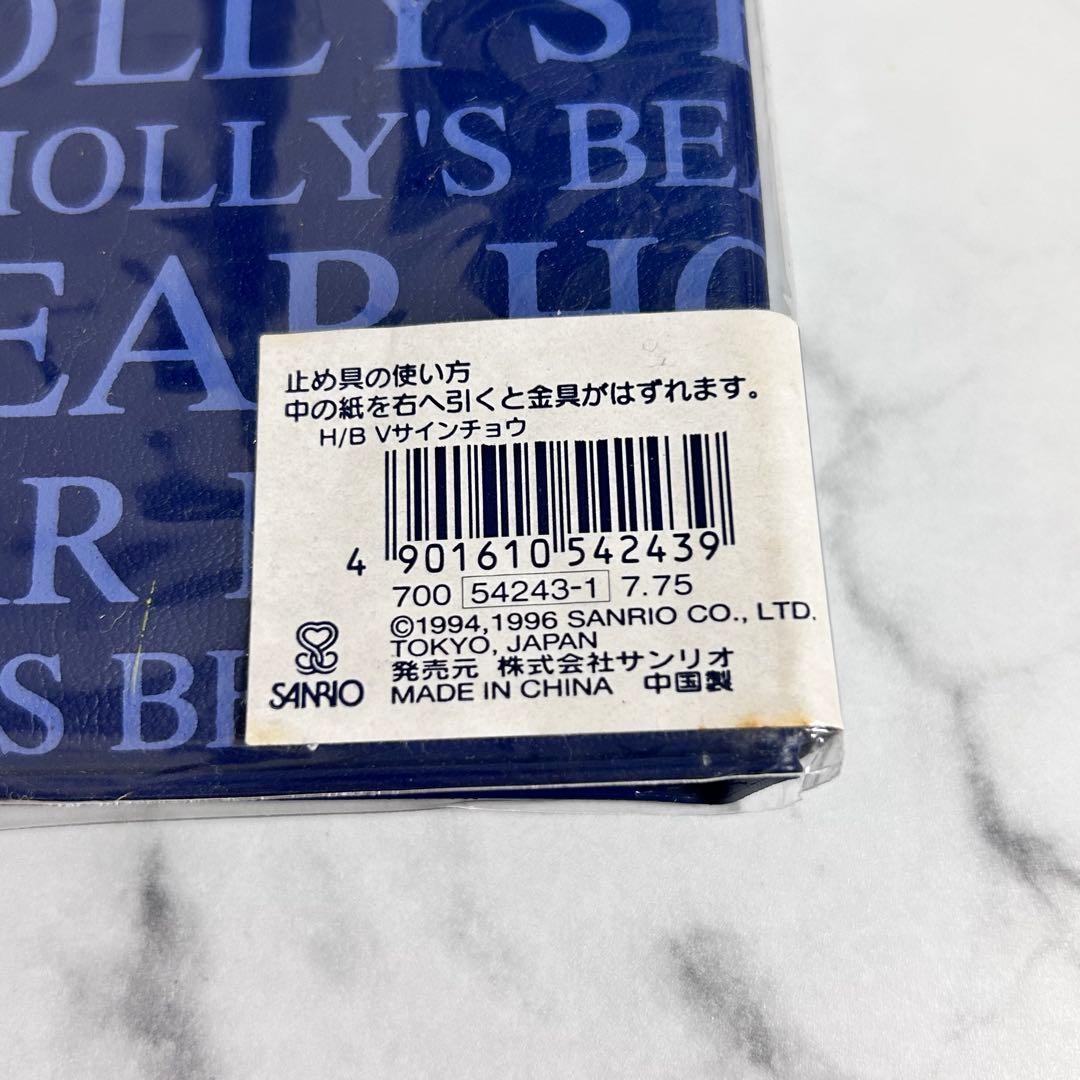 OLLY'S
HOLLY'S BEA
EAR HO
AR
S BE
止め具の使い方
中の紙を右へ引くと金具がはずれます。
H/B Vサインチョウ
4 901610 542439
700 54243-1 7.75
©1994,1996 SANRIO CO., LTD.
TOKYO, JAPAN
発売元 株式会社サンリオ
MADE IN CHINA 中国製
SANRIO